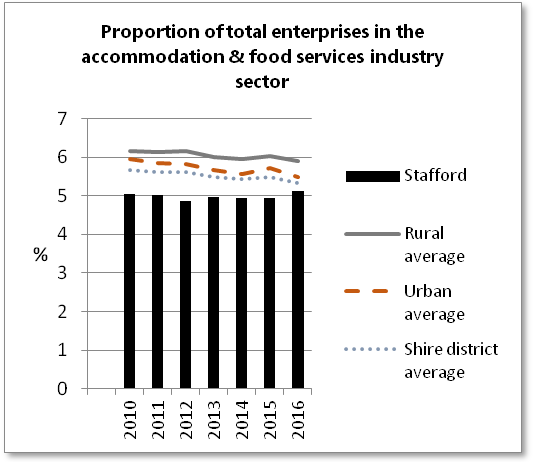 Proportion of total enterprises in the
accommodation & food services industry
sector
7
6
5
4
3
2
1
0
%
2010
2011
2012
2013
2014
2015
2016
Stafford
Rural
average
Urban
average
Shire district
average